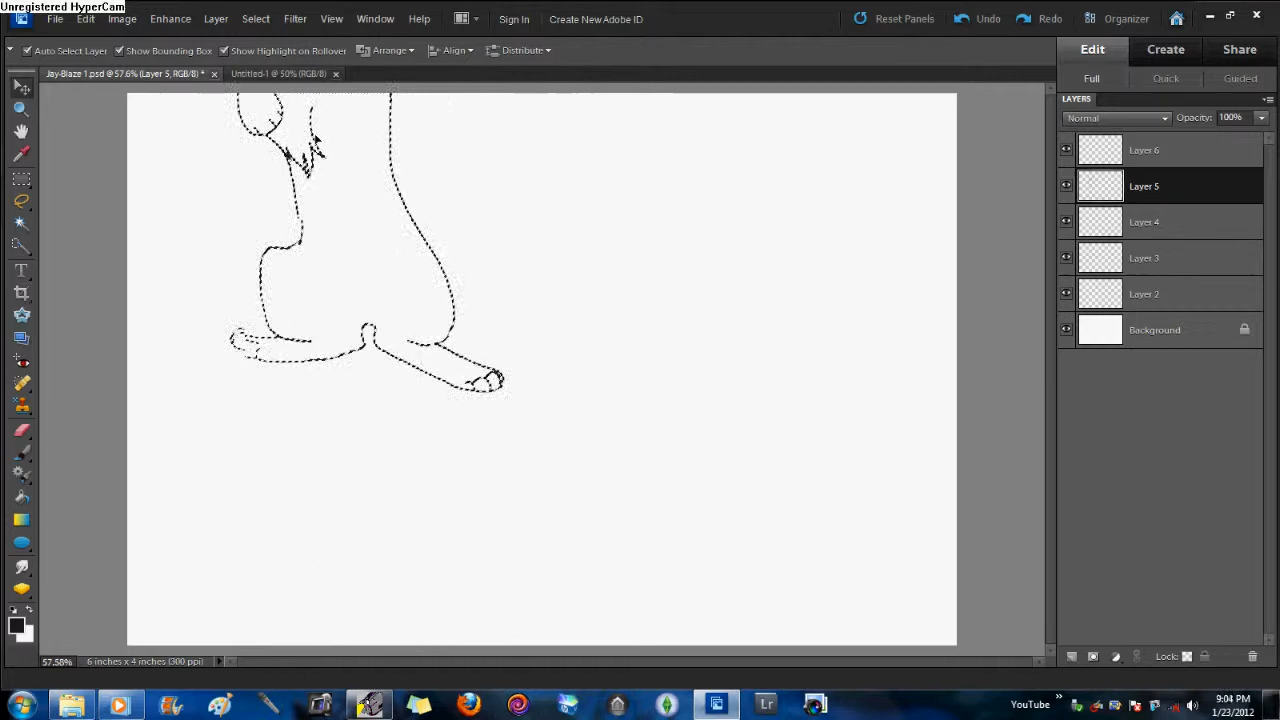 Unregistered HyperCam
File Edit Image Enhance Layer Select Filter View Window Help Sign In Create New Adobe ID Reset Panels Undo Redo Organizer
Auto Select Layer Show Bounding Box Show Highlight on Rollover Arrange Align Distribute
Edit Create Share
Jay-Blaze 1.psd @ 57.6% (Layer 5, RGB/8) * Untitled-1 @ 50% (RGB/8)
Full Quick Guided
LAYERS
Normal Opacity: 100%
Layer 6
Layer 5
Layer 4
Layer 3
Layer 2
Background
57.58% 6 inches x 4 inches (300 ppi) Lock:
Lr YouTube 9:04 PM
1/23/2012